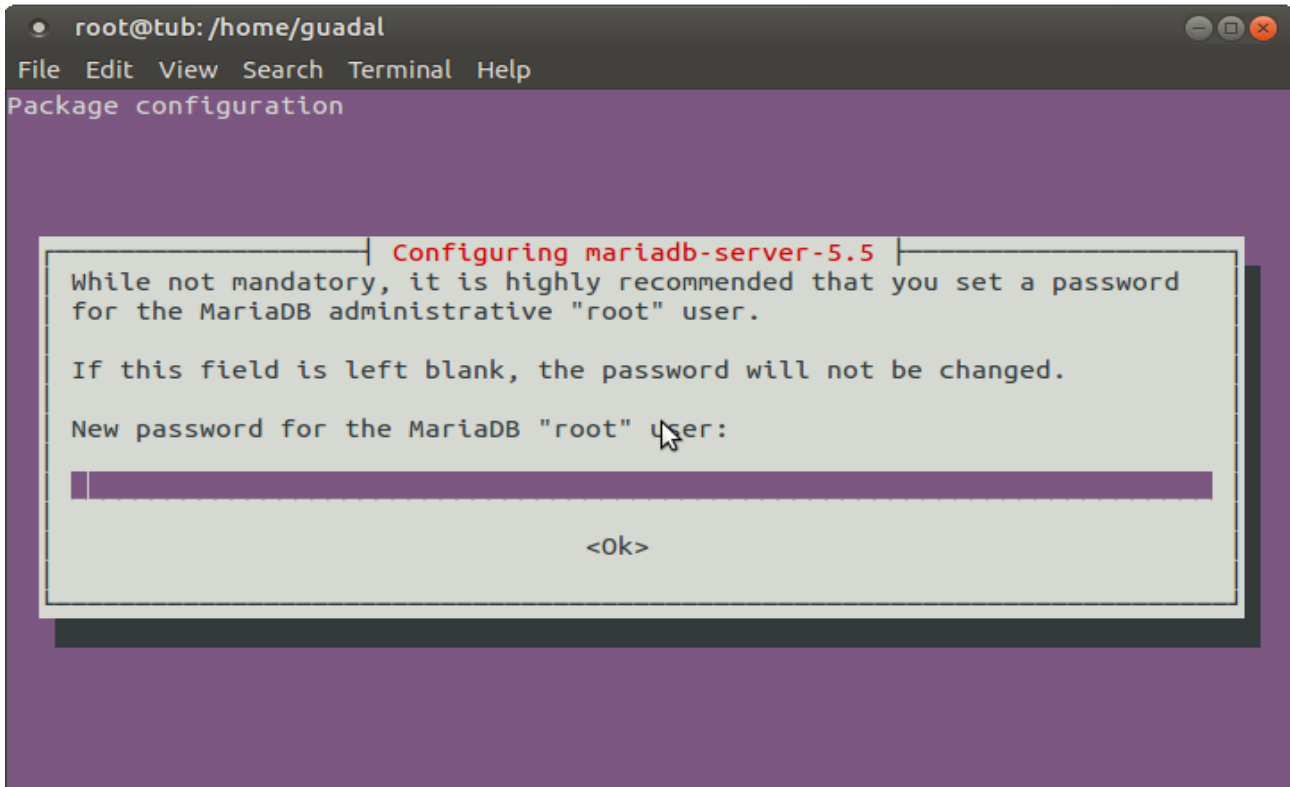 root@tub: /home/guadal
File Edit View Search Terminal Help
Package configuration
Configuring mariadb-server-5.5
While not mandatory, it is highly recommended that you set a password
for the MariaDB administrative "root" user.
If this field is left blank, the password will not be changed.
New password for the MariaDB "root" user:
<Ok>